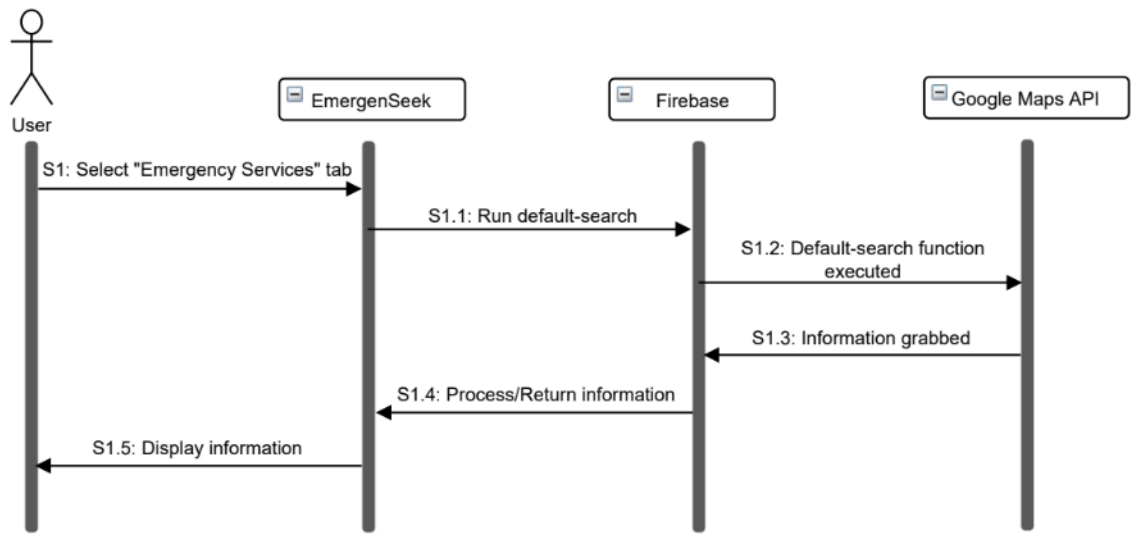 User
EmergenSeek
Firebase
Google Maps API
S1: Select "Emergency Services" tab
S1.1: Run default-search
S1.2: Default-search function
executed
S1.3: Information grabbed
S1.4: Process/Return information
S1.5: Display information